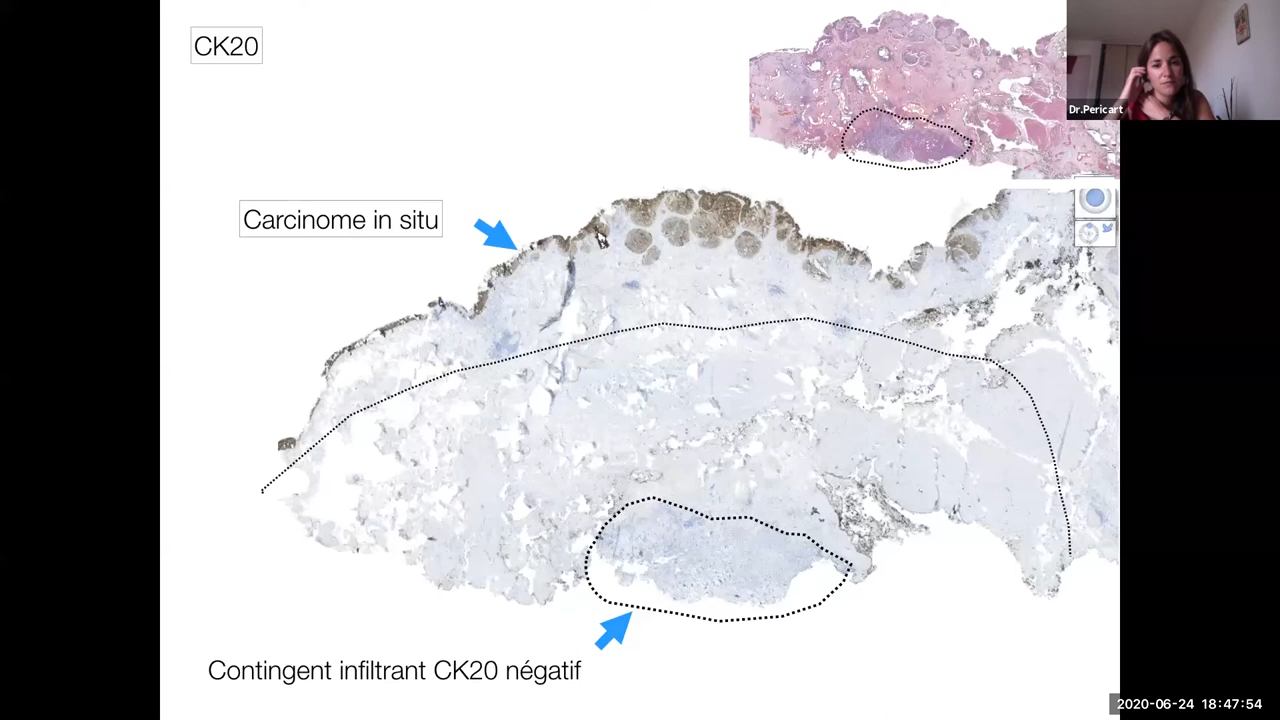 CK20
Dr.Pericart
Carcinome in situ
Contingent infiltrant CK20 négatif
2020-06-24 18:47:54